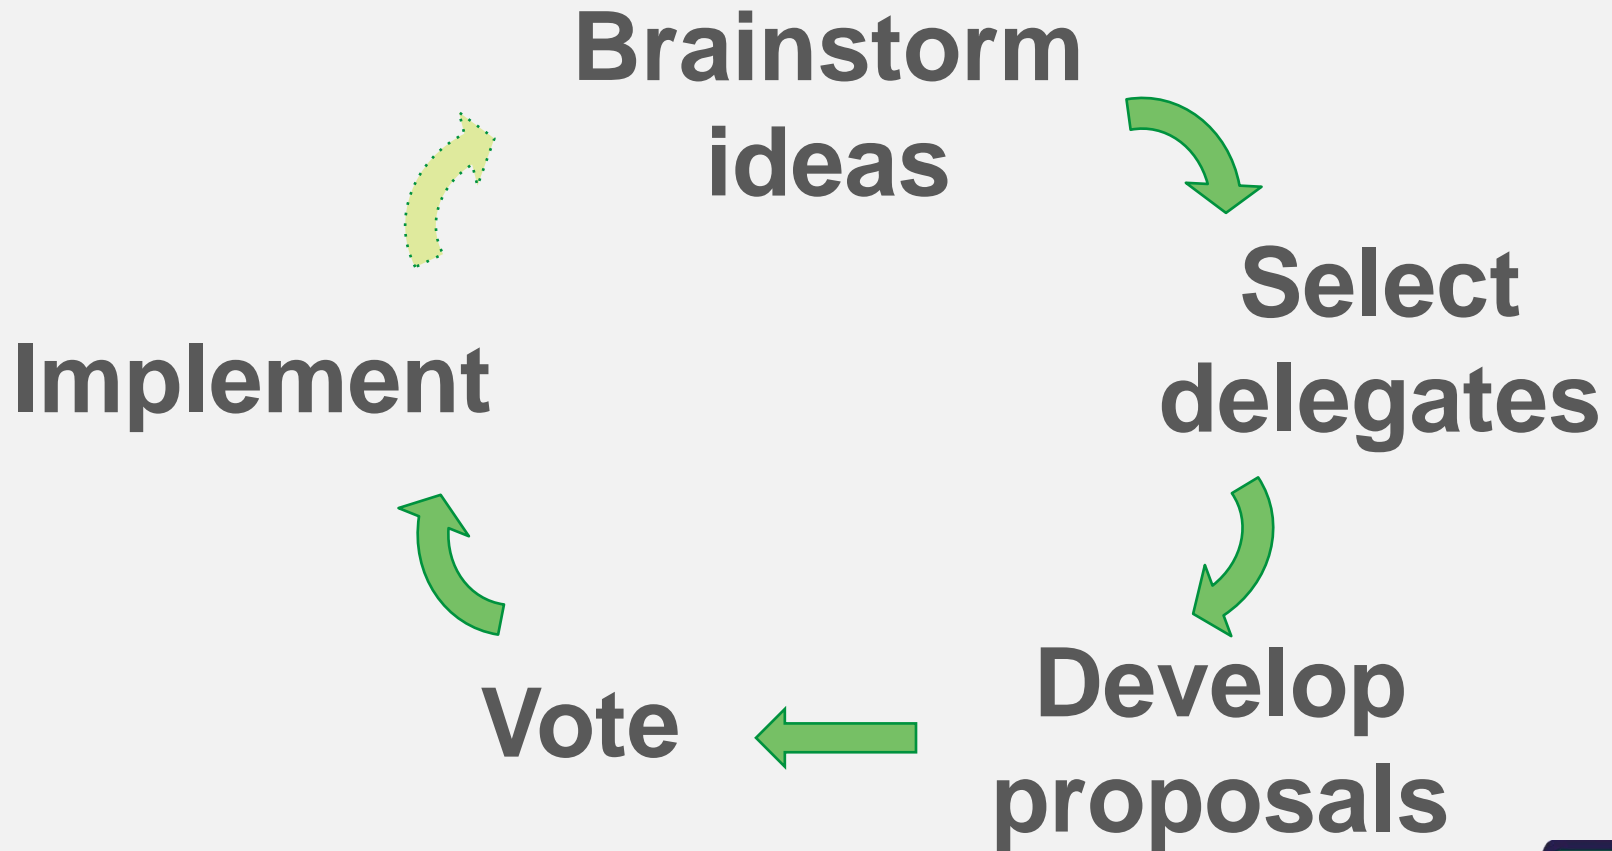 Brainstorm
ideas
Select
delegates
Develop
proposals
Vote
Implement